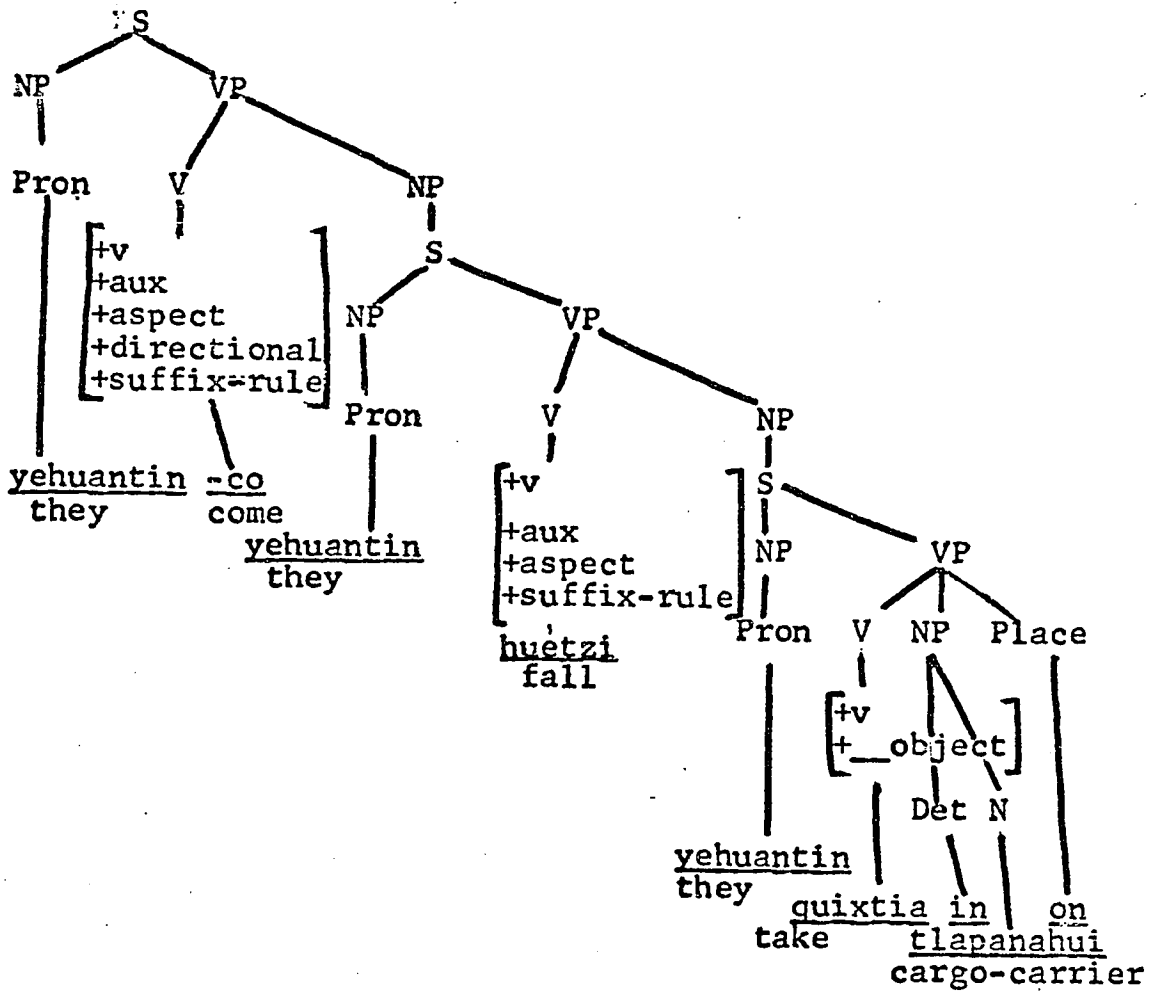 S
NP VP
Pron V NP
+v S
+aux
+aspect NP VP
+directional
+suffix-rule
Pron V NP
yehuantin -co +v S
they come
+aux NP VP
yehuantin +aspect
they +suffix-rule
Pron V NP Place
huétzi
fall
+v
+__object
Det N
yehuantin
they
quixtia in on
take tlapanahui
cargo-carrier